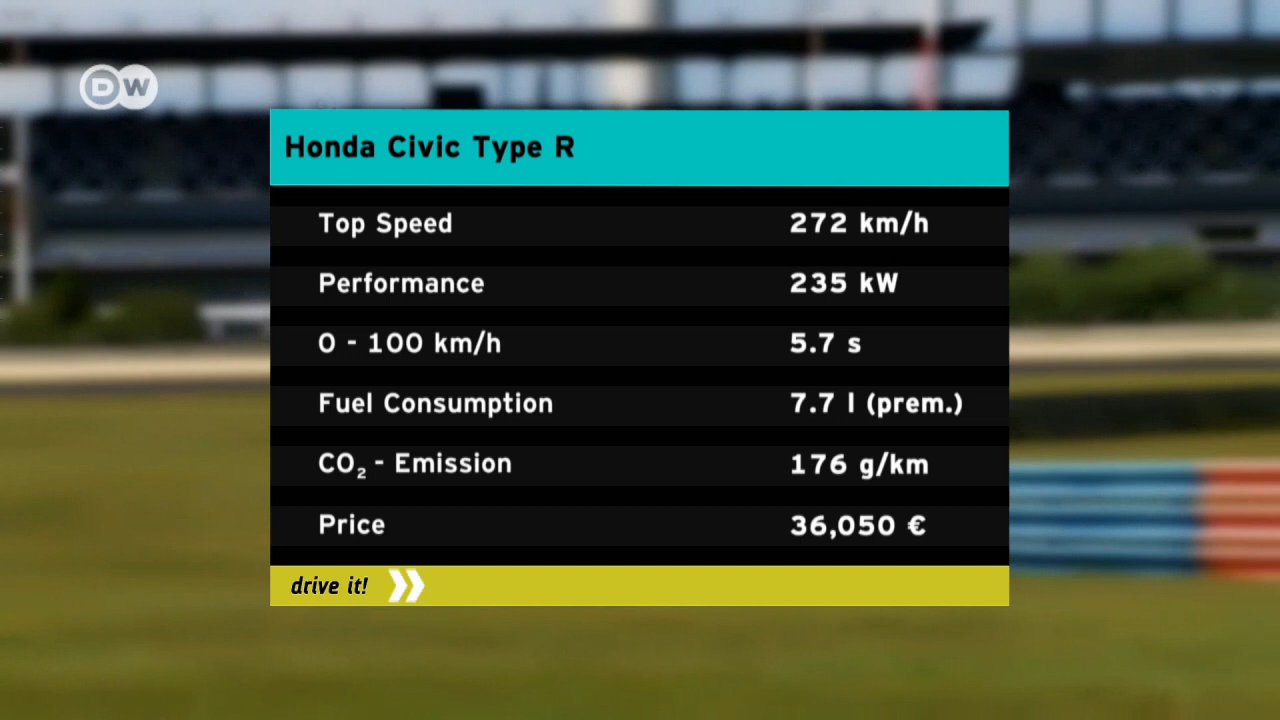 DW
Honda Civic Type R
Top Speed 272 km/h
Performance 235 kW
0 - 100 km/h 5.7 s
Fuel Consumption 7.7 l (prem.)
CO₂ - Emission 176 g/km
Price 36,050 €
drive it!